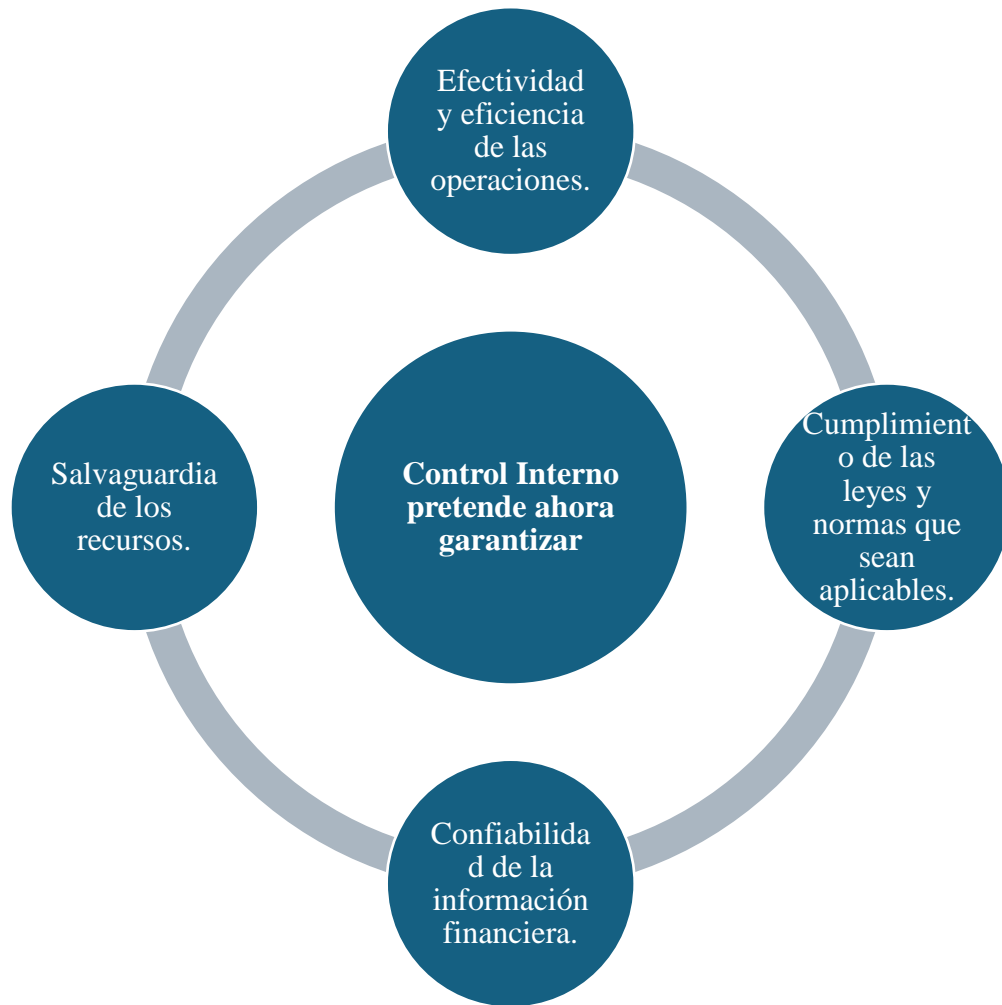 Efectividad
y eficiencia
de las
operaciones.
Cumplimient
o de las
leyes y
normas que
sean
aplicables.
Confiabilida
d de la
información
financiera.
Salvaguardia
de los
recursos.
Control Interno
pretende ahora
garantizar